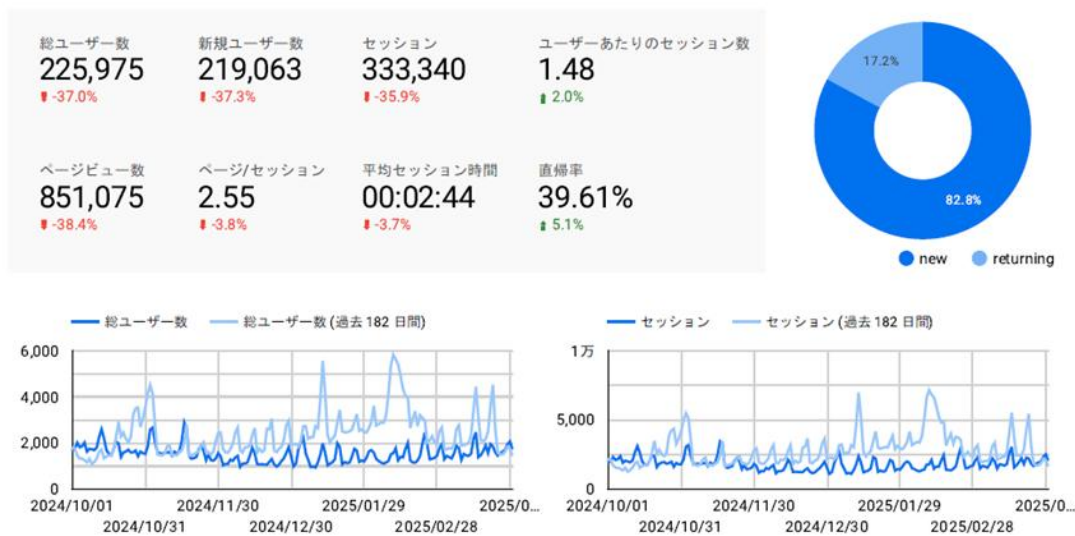 総ユーザー数
225,975
-37.0%
新規ユーザー数
219,063
-37.3%
セッション
333,340
-35.9%
ユーザーあたりのセッション数
1.48
2.0%
ページビュー数
851,075
-38.4%
ページ/セッション
2.55
-3.8%
平均セッション時間
00:02:44
-3.7%
直帰率
39.61%
5.1%
17.2%
82.8%
new
returning
総ユーザー数
総ユーザー数 (過去 182 日間)
6,000
4,000
2,000
0
2024/10/01
2024/10/31
2024/11/30
2024/12/30
2025/01/29
2025/02/28
2025/0...
セッション
セッション (過去 182 日間)
1万
5,000
0
2024/10/01
2024/10/31
2024/11/30
2024/12/30
2025/01/29
2025/02/28
2025/0...